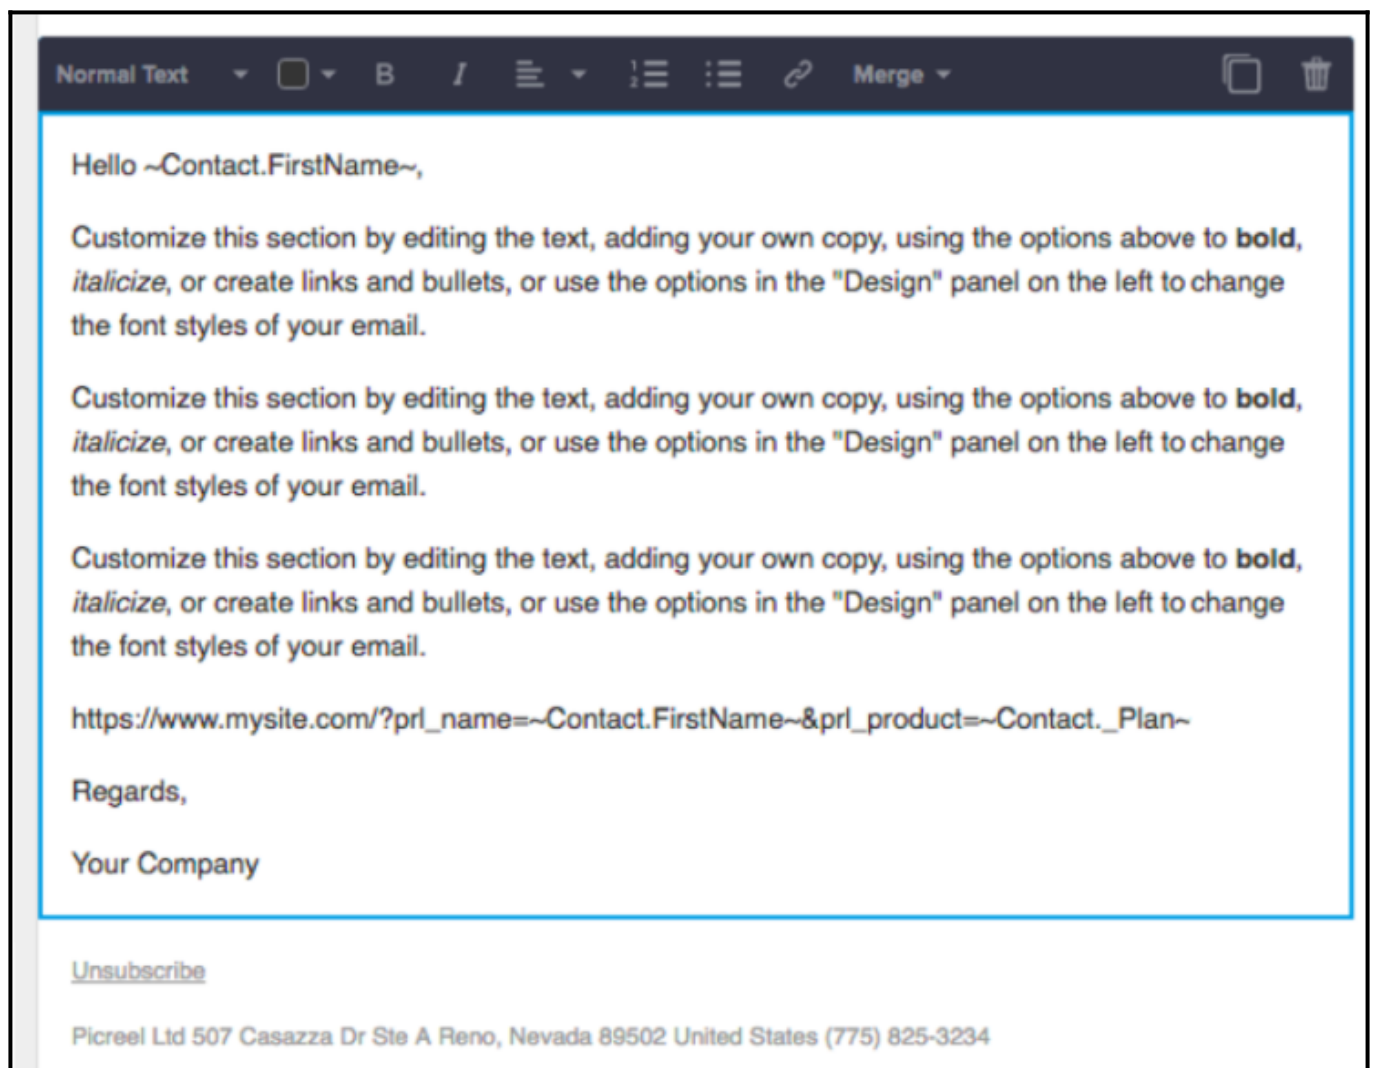 Normal Text B I Merge
Hello ~Contact.FirstName~,
Customize this section by editing the text, adding your own copy, using the options above to bold,
italicize, or create links and bullets, or use the options in the "Design" panel on the left to change
the font styles of your email.
Customize this section by editing the text, adding your own copy, using the options above to bold,
italicize, or create links and bullets, or use the options in the "Design" panel on the left to change
the font styles of your email.
Customize this section by editing the text, adding your own copy, using the options above to bold,
italicize, or create links and bullets, or use the options in the "Design" panel on the left to change
the font styles of your email.
https://www.mysite.com/?prl_name=~Contact.FirstName~&prl_product=~Contact._Plan~
Regards,
Your Company
Unsubscribe
Picreel Ltd 507 Casazza Dr Ste A Reno, Nevada 89502 United States (775) 825-3234